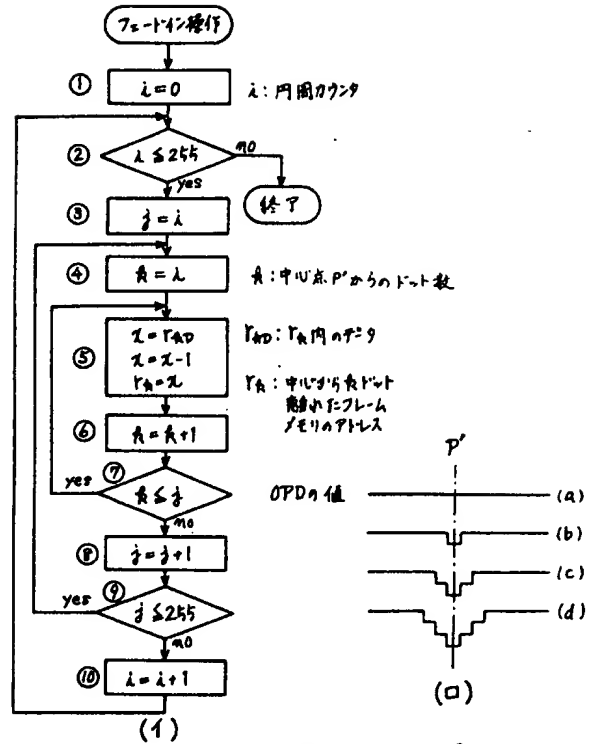 フェードイン操作
① i=0 i:円周カウンタ
② i≦255 no
yes
終了
③ j=i
④ k=i k:中心点P'からのドット数
⑤ x=rkD rkD:rk内のデータ
x=x-1
rk=x rk:中心からkドット
離れたフレーム
メモリのアドレス
⑥ k=k+1
⑦ yes k≦j OPDの値
no
⑧ j=j+1
⑨ yes j≦255
no
⑩ i=i+1
(イ)
P'
(a)
(b)
(c)
(d)
(ロ)